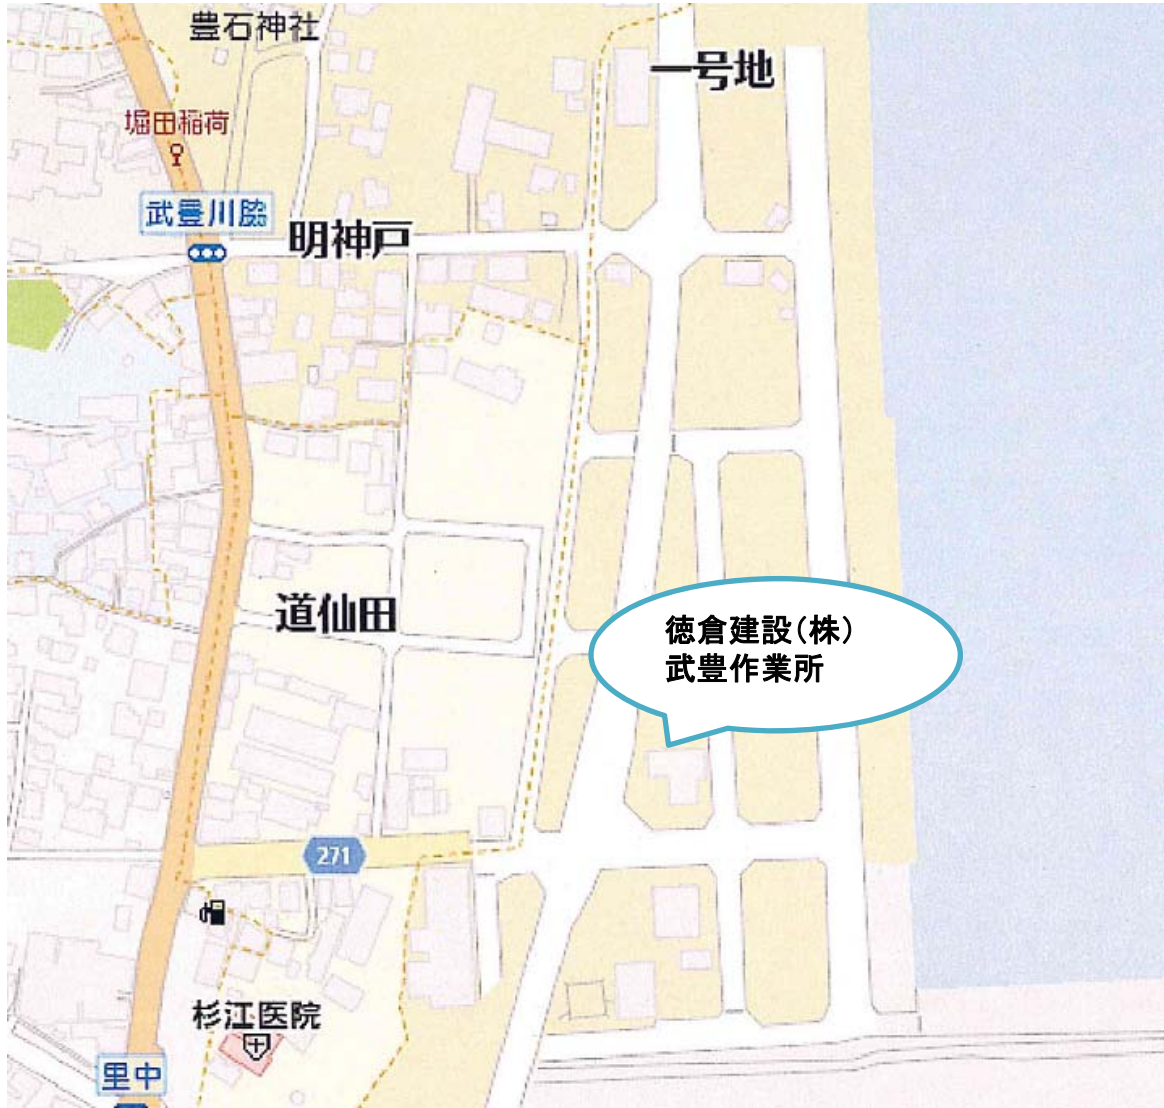 豊石神社
一号地
堀田稲荷
武豊川脇
明神戸
道仙田
徳倉建設(株)
武豊作業所
271
杉江医院
里中